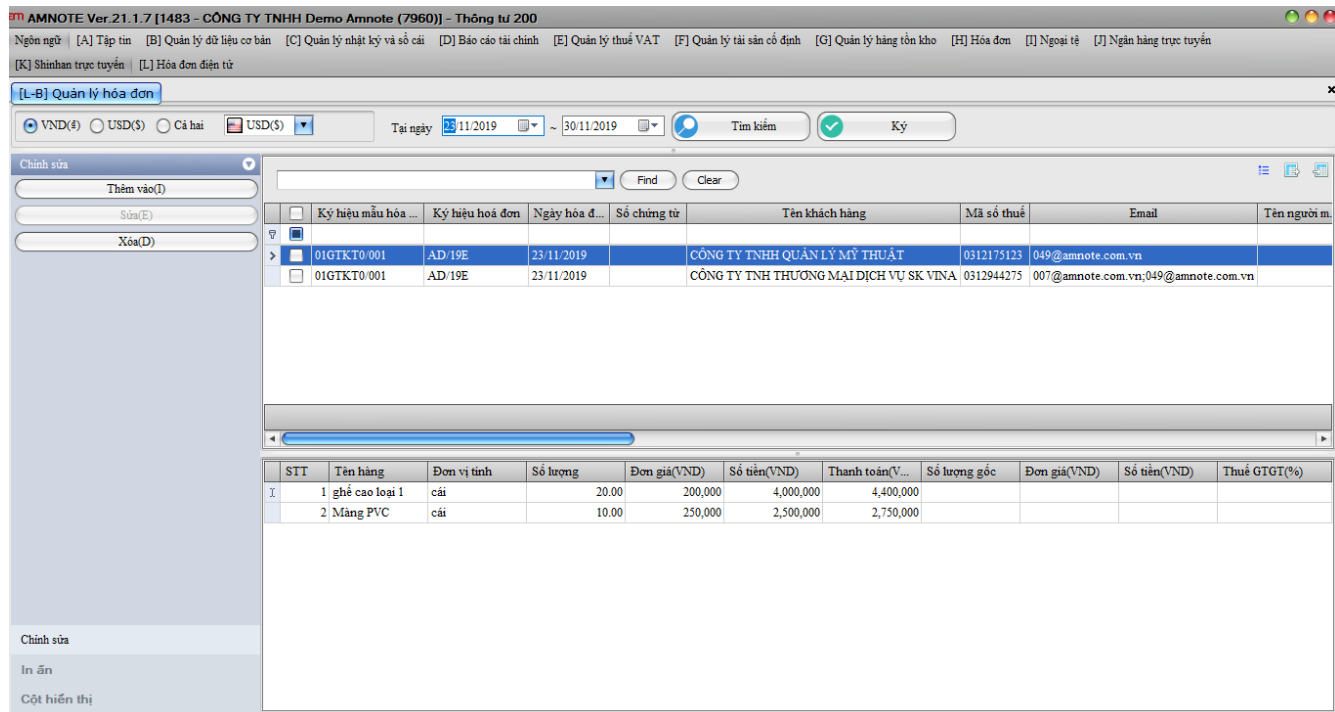 AMNOTE Ver.21.1.7 [1483 - CÔNG TY TNHH Demo Amnote (7960)] - Thông tư 200
Ngôn ngữ [A] Tập tin [B] Quản lý dữ liệu cơ bản [C] Quản lý nhật ký và sổ cái [D] Báo cáo tài chính [E] Quản lý thuế VAT [F] Quản lý tài sản cố định [G] Quản lý hàng tồn kho [H] Hóa đơn [I] Ngoại tệ [J] Ngân hàng trực tuyến
[K] Shinhan trực tuyến [L] Hóa đơn điện tử
[L-B] Quản lý hóa đơn
VND(₫) USD($) Cả hai USD($) Tại ngày 23/11/2019 ~ 30/11/2019 Tìm kiếm Ký
Chỉnh sửa
Thêm vào(I)
Sửa(E)
Xóa(D)
Find Clear
Ký hiệu mẫu hóa ... Ký hiệu hoá đơn Ngày hóa đ... Số chứng từ Tên khách hàng Mã số thuế Email Tên người m.
01GTKT0/001 AD/19E 23/11/2019 CÔNG TY TNHH QUẢN LÝ MỸ THUẬT 0312175123 049@amnote.com.vn
01GTKT0/001 AD/19E 23/11/2019 CÔNG TY TNH THƯƠNG MẠI DỊCH VỤ SK VINA 0312944275 007@amnote.com.vn;049@amnote.com.vn
STT Tên hàng Đơn vị tính Số lượng Đơn giá(VND) Số tiền(VND) Thanh toán(V... Số lượng gốc Đơn giá(VND) Số tiền(VND) Thuế GTGT(%)
1 ghế cao loại 1 cái 20.00 200,000 4,000,000 4,400,000
2 Màng PVC cái 10.00 250,000 2,500,000 2,750,000
Chỉnh sửa
In ấn
Cột hiển thị